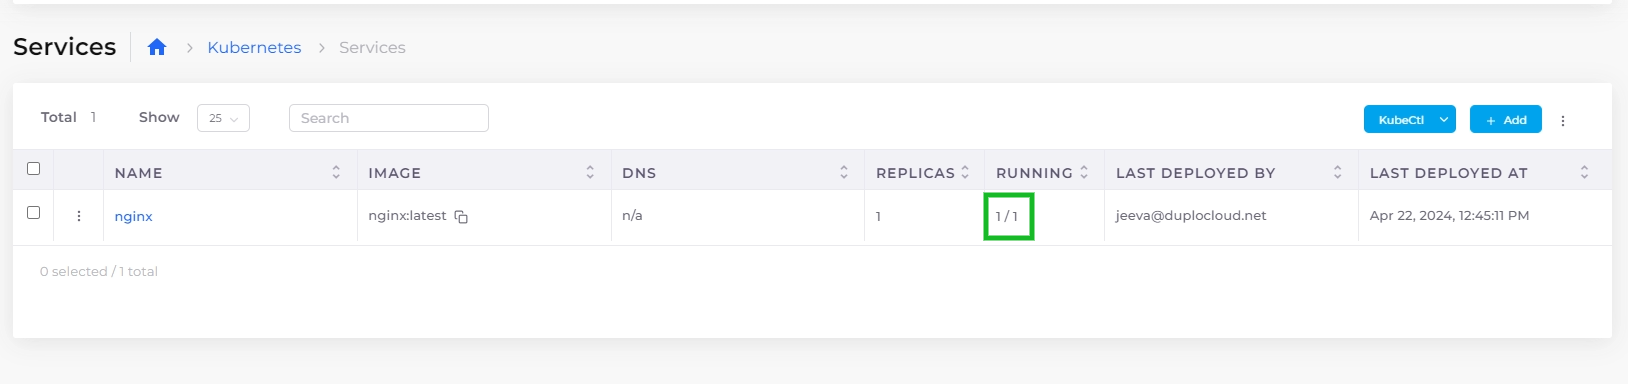 Services Kubernetes Services
Total 1 Show 25 Search KubeCtl + Add
NAME IMAGE DNS REPLICAS RUNNING LAST DEPLOYED BY LAST DEPLOYED AT
nginx nginx:latest n/a 1 1 / 1 jeeva@duplocloud.net Apr 22, 2024, 12:45:11 PM
0 selected / 1 total